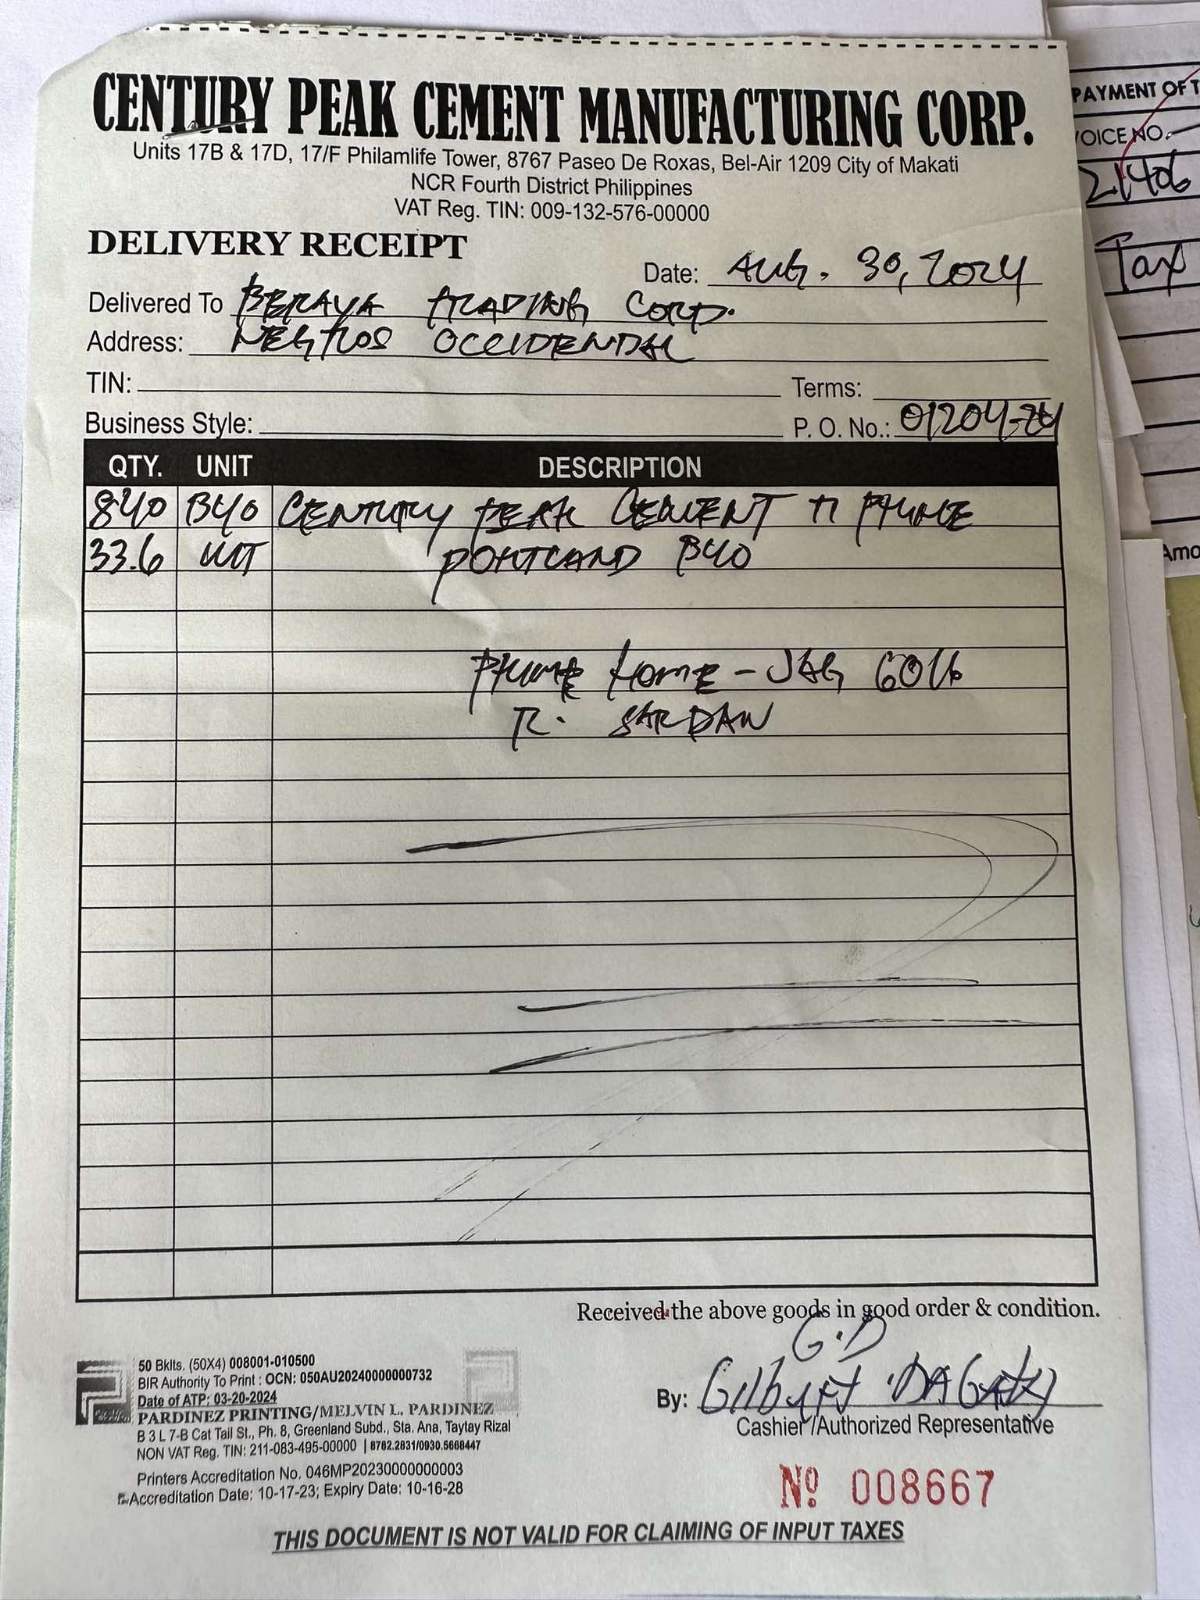 CENTURY PEAK CEMENT MANUFACTURING CORP.
Units 17B & 17D, 17/F Philamlife Tower, 8767 Paseo De Roxas, Bel-Air 1209 City of Makati
NCR Fourth District Philippines
VAT Reg. TIN: 009-132-576-00000
DELIVERY RECEIPT
Date: AUG. 30, 2024
Delivered To BERAYA TRADING CORP.
Address: NEGROS OCCIDENTAL
TIN:
Terms:
Business Style:
P. O. No.: 01204-24
QTY. UNIT DESCRIPTION
840 B40 CENTURY PEAK CEMENT PRIME
33.6 MT PORTLAND B40
PRIME HOME - JAG 6016
R. SARDAN
Received the above goods in good order & condition.
G.D
By: Gilbert DAGATAY
Cashier /Authorized Representative
50 Bklts. (50X4) 008001-010500
BIR Authority To Print : OCN: 050AU20240000000732
Date of ATP: 03-20-2024
PARDINEZ PRINTING/MELVIN L. PARDINEZ
B 3 L 7-B Cat Tail St., Ph. 8, Greenland Subd., Sta. Ana, Taytay Rizal
NON VAT Reg. TIN: 211-083-495-00000 | 8782.2831/0930.5668447
Printers Accreditation No. 046MP20230000000003
Accreditation Date: 10-17-23; Expiry Date: 10-16-28
Nº 008667
THIS DOCUMENT IS NOT VALID FOR CLAIMING OF INPUT TAXES
PAYMENT OF T
OICE NO.
21406
Tax
Amo